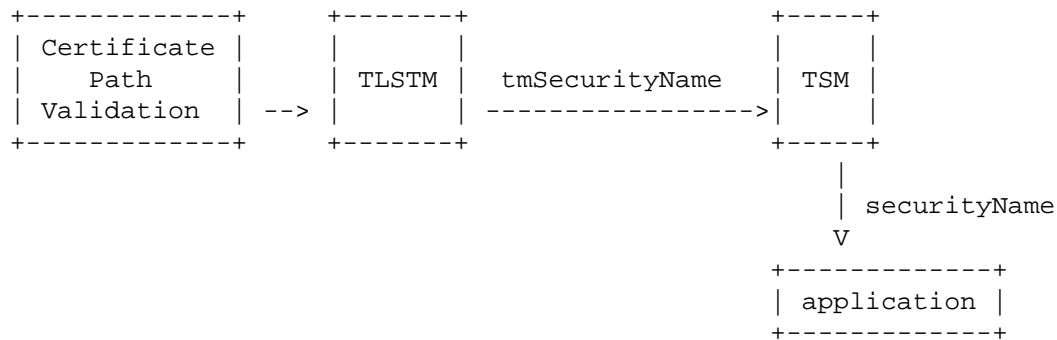 Certificate
Path
Validation
-->
TLSTM
tmSecurityName
TSM
securityName
V
application